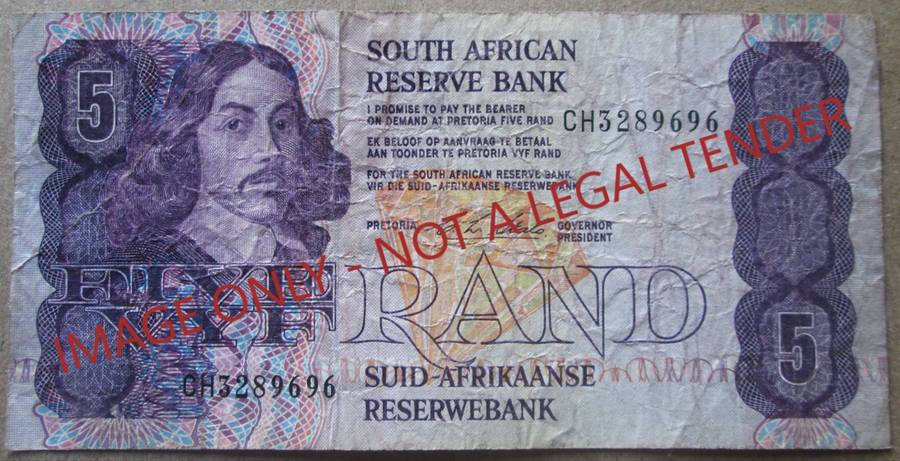 5
SOUTH AFRICAN
RESERVE BANK
I PROMISE TO PAY THE BEARER
ON DEMAND AT PRETORIA FIVE RAND
CH3289696
EK BELOOF OP AANVRAAG TE BETAAL
AAN TOONDER TE PRETORIA VYF RAND
FOR THE SOUTH AFRICAN RESERVE BANK
VIR DIE SUID-AFRIKAANSE RESERWEBANK
PRETORIA
GOVERNOR
PRESIDENT
FIVE
VYF
RAND
IMAGE ONLY - NOT A LEGAL TENDER
5
CH3289696
SUID-AFRIKAANSE
RESERWEBANK